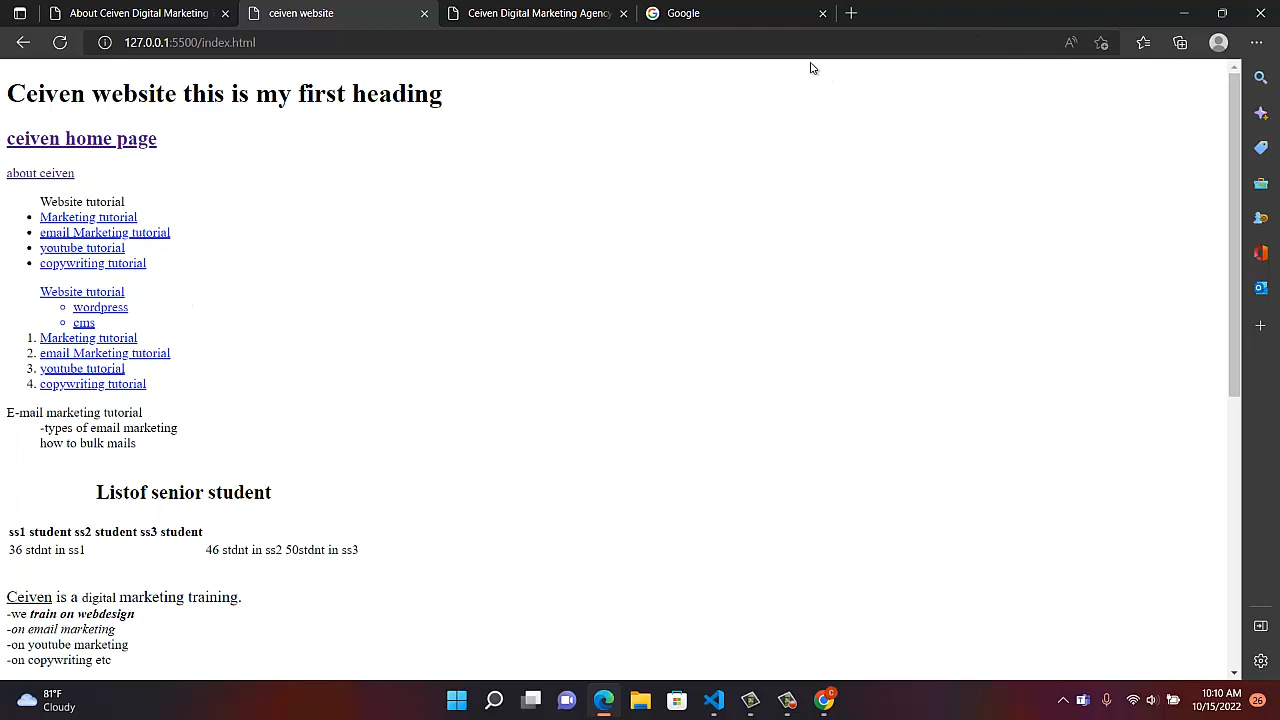 About Ceiven Digital Marketing
ceiven website
Ceiven Digital Marketing Agency
Google
127.0.0.1:5500/index.html
Ceiven website this is my first heading
ceiven home page
about ceiven
Website tutorial
• Marketing tutorial
• email Marketing tutorial
• youtube tutorial
• copywriting tutorial
Website tutorial
◦ wordpress
◦ cms
1. Marketing tutorial
2. email Marketing tutorial
3. youtube tutorial
4. copywriting tutorial
E-mail marketing tutorial
-types of email marketing
how to bulk mails
Listof senior student
ss1 student ss2 student ss3 student
36 stdnt in ss1 46 stdnt in ss2 50stdnt in ss3
Ceiven is a digital marketing training.
-we train on webdesign
-on email marketing
-on youtube marketing
-on copywriting etc
81°F
Cloudy
10:10 AM
10/15/2022
26